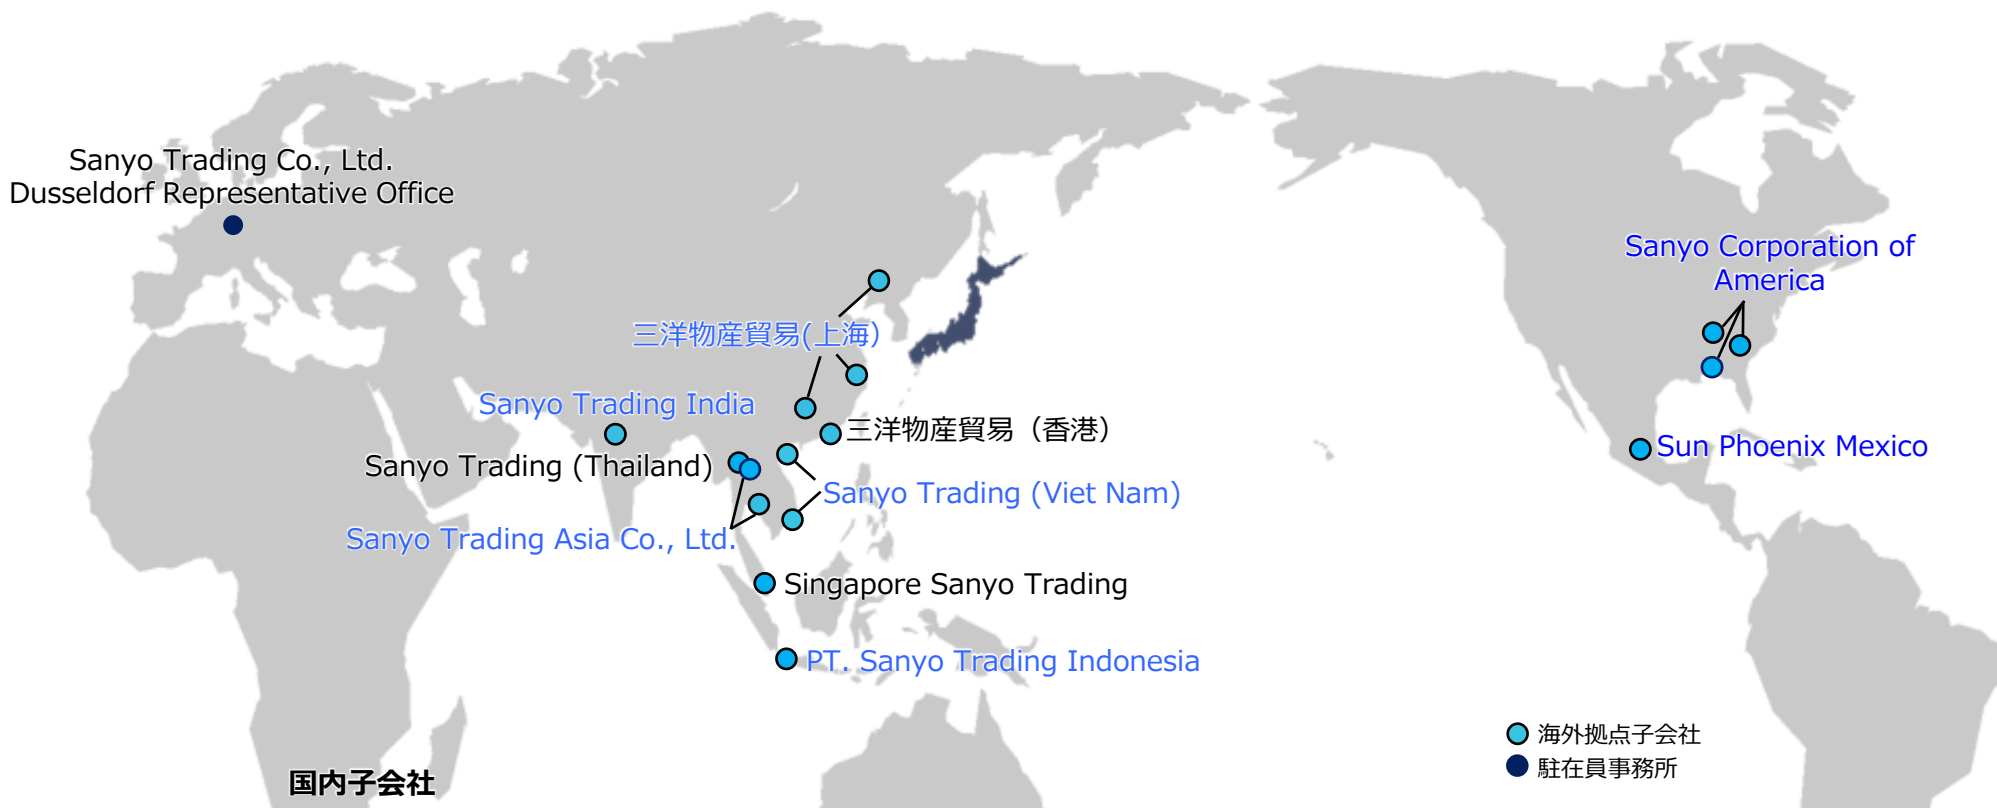 Sanyo Trading Co., Ltd.
Dusseldorf Representative Office
Sanyo Corporation of
America
三洋物産貿易(上海）
Sanyo Trading India
三洋物産貿易（香港）
Sun Phoenix Mexico
Sanyo Trading (Thailand)
Sanyo Trading (Viet Nam)
Sanyo Trading Asia Co., Ltd.
Singapore Sanyo Trading
PT. Sanyo Trading Indonesia
海外拠点子会社
駐在員事務所
国内子会社